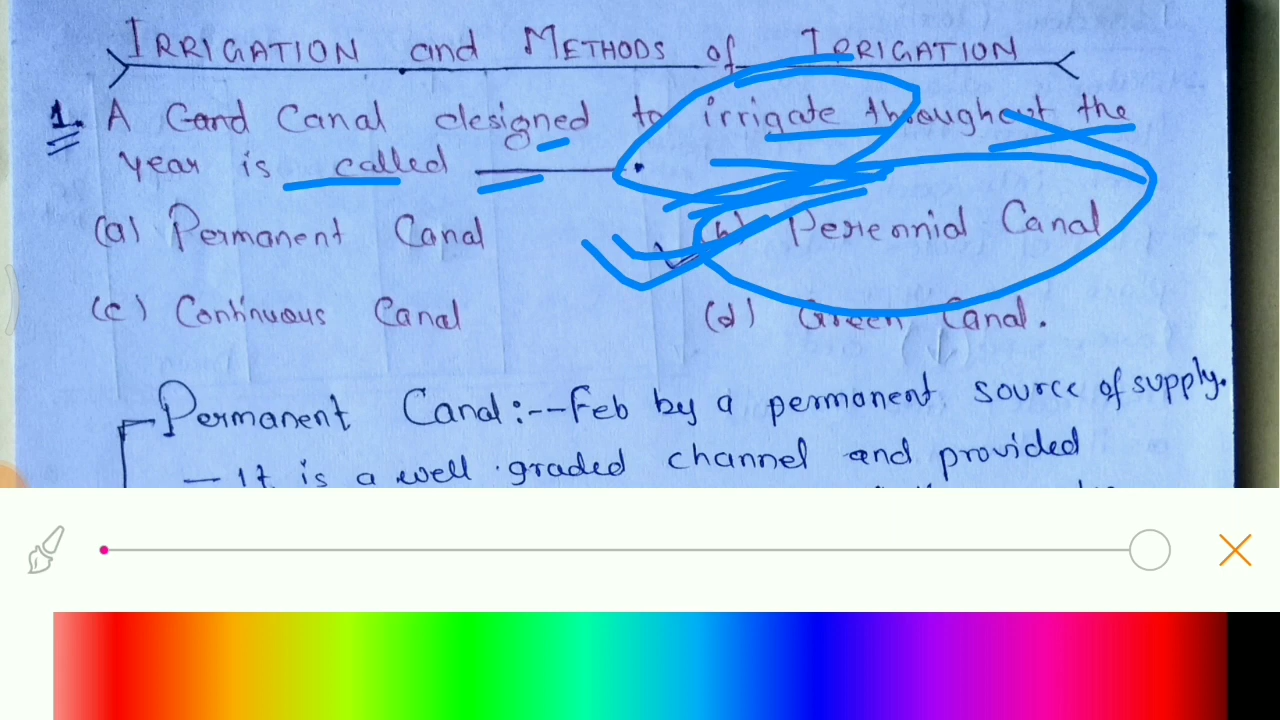 IRRIGATION and METHODS of IRRIGATION
1. A Canal designed to irrigate throughout the
year is called ________.
(a) Permanent Canal (b) Perennial Canal
(c) Continuous Canal (d) Green Canal.
Permanent Canal:-- Feb by a permanent source of supply.
— It is a well graded channel and provided